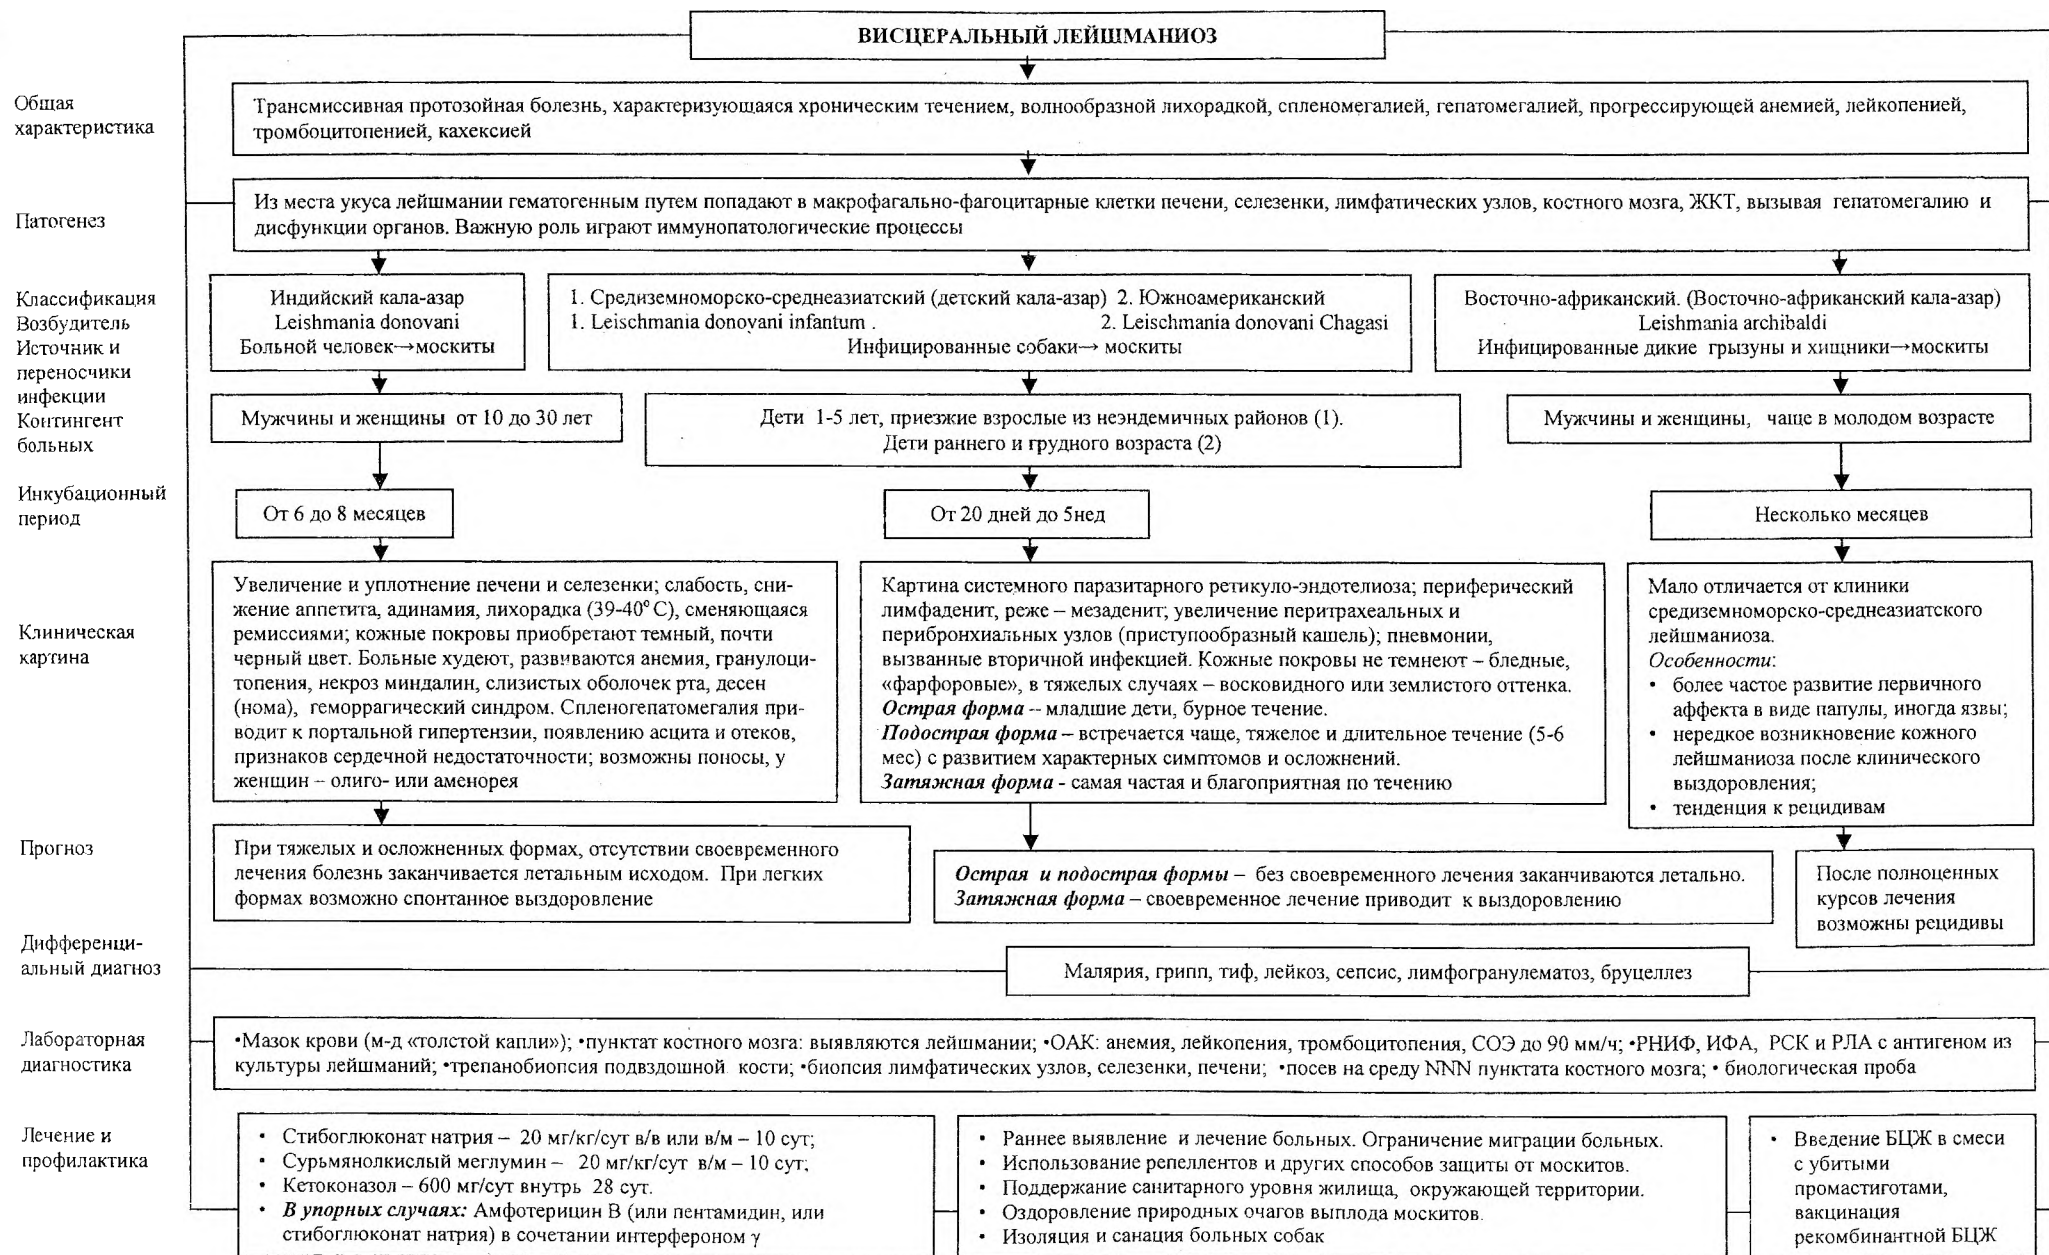 ВИСЦЕРАЛЬНЫЙ ЛЕЙШМАНИОЗ
Общая
характеристика
Трансмиссивная протозойная болезнь, характеризующаяся хроническим течением, волнообразной лихорадкой, спленомегалией, гепатомегалией, прогрессирующей анемией, лейкопенией,
тромбоцитопенией, кахексией
Патогенез
Из места укуса лейшмании гематогенным путем попадают в макрофагально-фагоцитарные клетки печени, селезенки, лимфатических узлов, костного мозга, ЖКТ, вызывая гепатомегалию и
дисфункции органов. Важную роль играют иммунопатологические процессы
Классификация
Возбудитель
Источник и
переносчики
инфекции
Контингент
больных
Индийский кала-азар
Leishmania donovani
Больной человек→москиты
1. Средиземноморско-среднеазиатский (детский кала-азар) 2. Южноамериканский
1. Leischmania donovani infantum . 2. Leischmania donovani Chagasi
Инфицированные собаки→ москиты
Восточно-африканский. (Восточно-африканский кала-азар)
Leishmania archibaldi
Инфицированные дикие грызуны и хищники→москиты
Мужчины и женщины от 10 до 30 лет
Дети 1-5 лет, приезжие взрослые из неэндемичных районов (1).
Дети раннего и грудного возраста (2)
Мужчины и женщины, чаще в молодом возрасте
Инкубационный
период
От 6 до 8 месяцев
От 20 дней до 5нед
Несколько месяцев
Клиническая
картина
Увеличение и уплотнение печени и селезенки; слабость, сни-
жение аппетита, адинамия, лихорадка (39-40° С), сменяющаяся
ремиссиями; кожные покровы приобретают темный, почти
черный цвет. Больные худеют, развиваются анемия, гранулоци-
топения, некроз миндалин, слизистых оболочек рта, десен
(нома), геморрагический синдром. Спленогепатомегалия при-
водит к портальной гипертензии, появлению асцита и отеков,
признаков сердечной недостаточности; возможны поносы, у
женщин – олиго- или аменорея
Картина системного паразитарного ретикуло-эндотелиоза; периферический
лимфаденит, реже – мезаденит; увеличение перитрахеальных и
перибронхиальных узлов (приступообразный кашель); пневмонии,
вызванные вторичной инфекцией. Кожные покровы не темнеют – бледные,
«фарфоровые», в тяжелых случаях – восковидного или землистого оттенка.
Острая форма – младшие дети, бурное течение.
Подострая форма – встречается чаще, тяжелое и длительное течение (5-6
мес) с развитием характерных симптомов и осложнений.
Затяжная форма - самая частая и благоприятная по течению
Мало отличается от клиники
средиземноморско-среднеазиатского
лейшманиоза.
Особенности:
• более частое развитие первичного
аффекта в виде папулы, иногда язвы;
• нередкое возникновение кожного
лейшманиоза после клинического
выздоровления;
• тенденция к рецидивам
Прогноз
При тяжелых и осложненных формах, отсутствии своевременного
лечения болезнь заканчивается летальным исходом. При легких
формах возможно спонтанное выздоровление
Острая и подострая формы – без своевременного лечения заканчиваются летально.
Затяжная форма – своевременное лечение приводит к выздоровлению
После полноценных
курсов лечения
возможны рецидивы
Дифференци-
альный диагноз
Малярия, грипп, тиф, лейкоз, сепсис, лимфогранулематоз, бруцеллез
Лабораторная
диагностика
•Мазок крови (м-д «толстой капли»); •пунктат костного мозга: выявляются лейшмании; •ОАК: анемия, лейкопения, тромбоцитопения, СОЭ до 90 мм/ч; •РНИФ, ИФА, РСК и РЛА с антигеном из
культуры лейшманий; •трепанобиопсия подвздошной кости; •биопсия лимфатических узлов, селезенки, печени; •посев на среду NNN пунктата костного мозга; • биологическая проба
Лечение и
профилактика
• Стибоглюконат натрия – 20 мг/кг/сут в/в или в/м – 10 сут;
• Сурьмянолкислый меглумин – 20 мг/кг/сут в/м – 10 сут;
• Кетоконазол – 600 мг/сут внутрь 28 сут.
• В упорных случаях: Амфотерицин В (или пентамидин, или
стибоглюконат натрия) в сочетании интерфероном γ
• Раннее выявление и лечение больных. Ограничение миграции больных.
• Использование репеллентов и других способов защиты от москитов.
• Поддержание санитарного уровня жилища, окружающей территории.
• Оздоровление природных очагов выплода москитов.
• Изоляция и санация больных собак
• Введение БЦЖ в смеси
с убитыми
промастиготами,
вакцинация
рекомбинантной БЦЖ